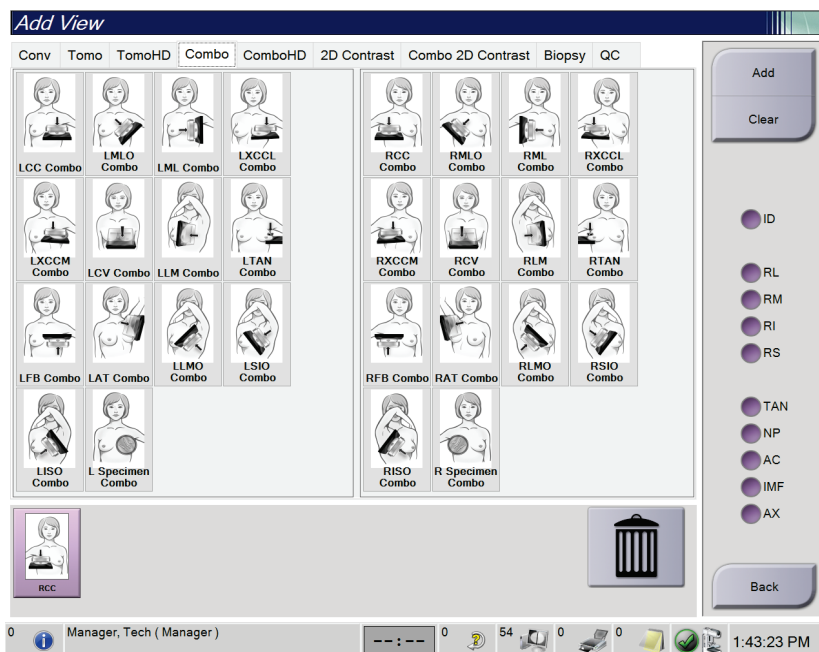 Add View
Conv Tomo TomoHD Combo ComboHD 2D Contrast Combo 2D Contrast Biopsy QC
LCC Combo
LMLO
Combo
LML Combo
LXCCL
Combo
RCC
Combo
RMLO
Combo
RML
Combo
RXCCL
Combo
LXCCM
Combo
LCV Combo
LLM Combo
LTAN
Combo
RXCCM
Combo
RCV
Combo
RLM
Combo
RTAN
Combo
LFB Combo
LAT Combo
LLMO
Combo
LSIO
Combo
RFB Combo
RAT Combo
RLMO
Combo
RSIO
Combo
LISO
Combo
L Specimen
Combo
RISO
Combo
R Specimen
Combo
RCC
Add
Clear
ID
RL
RM
RI
RS
TAN
NP
AC
IMF
AX
Back
0 Manager, Tech ( Manager ) --:-- 0 54 0 0 1:43:23 PM